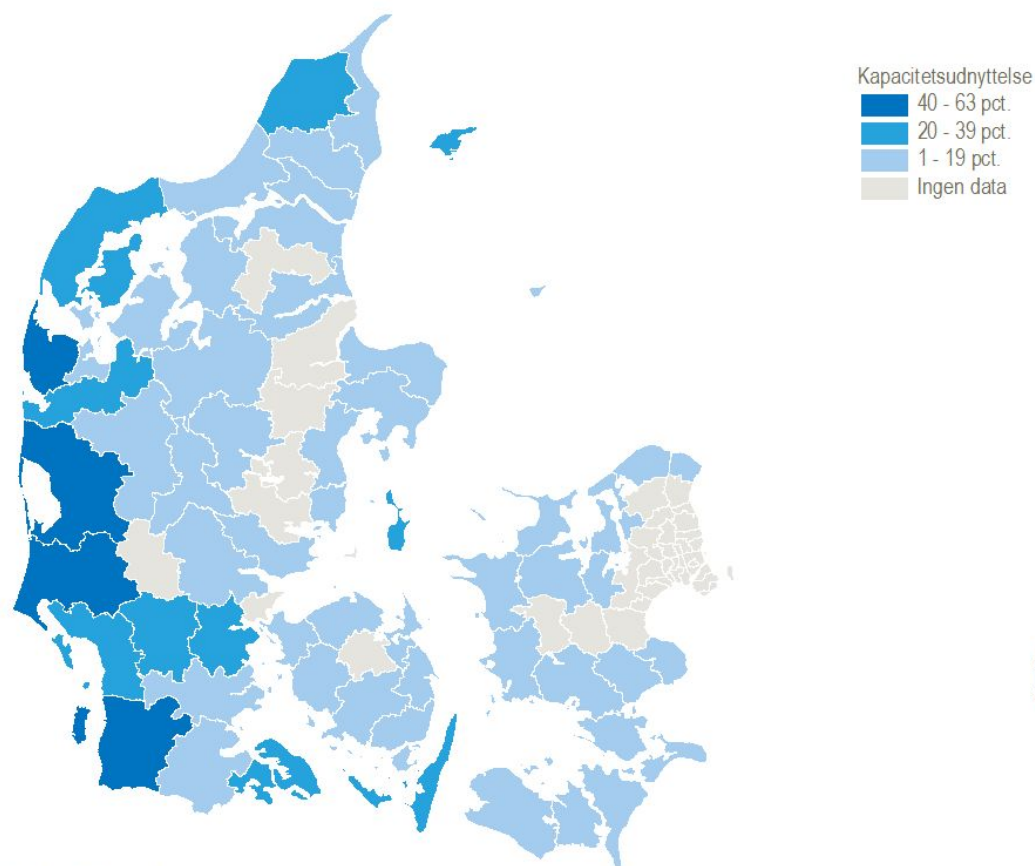 Kapacitetsudnyttelse
40 - 63 pct.
20 - 39 pct.
1 - 19 pct.
Ingen data